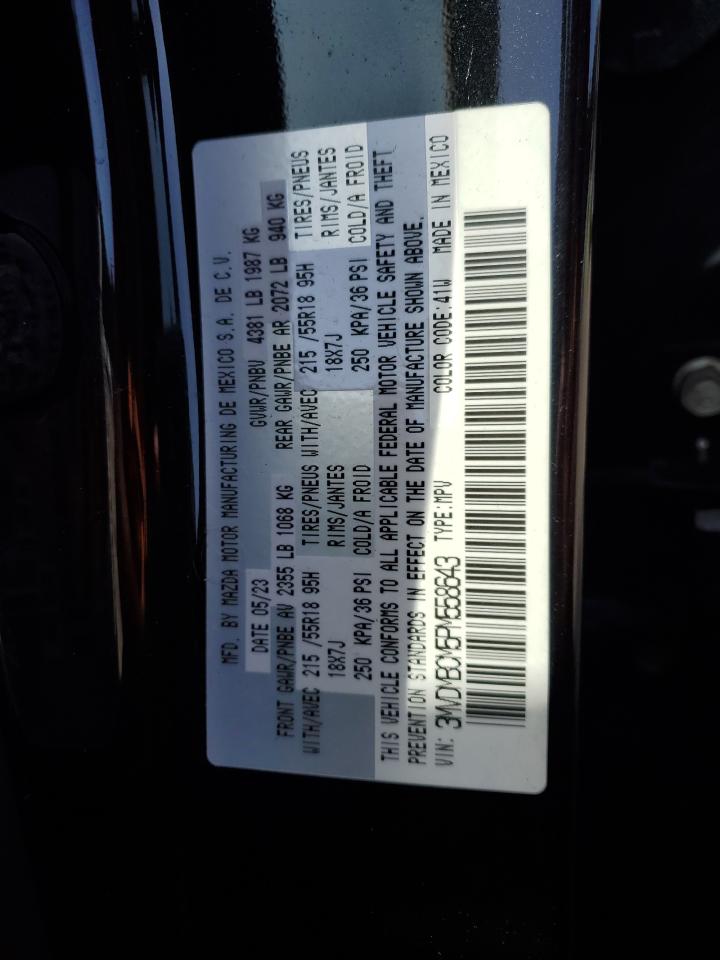 MFD. BY MAZDA MOTOR MANUFACTURING DE MEXICO S.A. DE C.V.
DATE 05/23 GVWR/PNBV 4381 LB 1987 KG
FRONT GAWR/PNBE AV 2355 LB 1068 KG REAR GAWR/PNBE AR 2072 LB 940 KG
WITH/AVEC 215 /55R18 95H TIRES/PNEUS WITH/AVEC 215 /55R18 95H TIRES/PNEUS
18X7J RIMS/JANTES 18X7J RIMS/JANTES
250 KPA/36 PSI COLD/A FROID 250 KPA/36 PSI COLD/A FROID
THIS VEHICLE CONFORMS TO ALL APPLICABLE FEDERAL MOTOR VEHICLE SAFETY AND THEFT
PREVENTION STANDARDS IN EFFECT ON THE DATE OF MANUFACTURE SHOWN ABOVE.
VIN: 3MVDMBCM5PM558643 TYPE:MPV COLOR CODE:41W MADE IN MEXICO